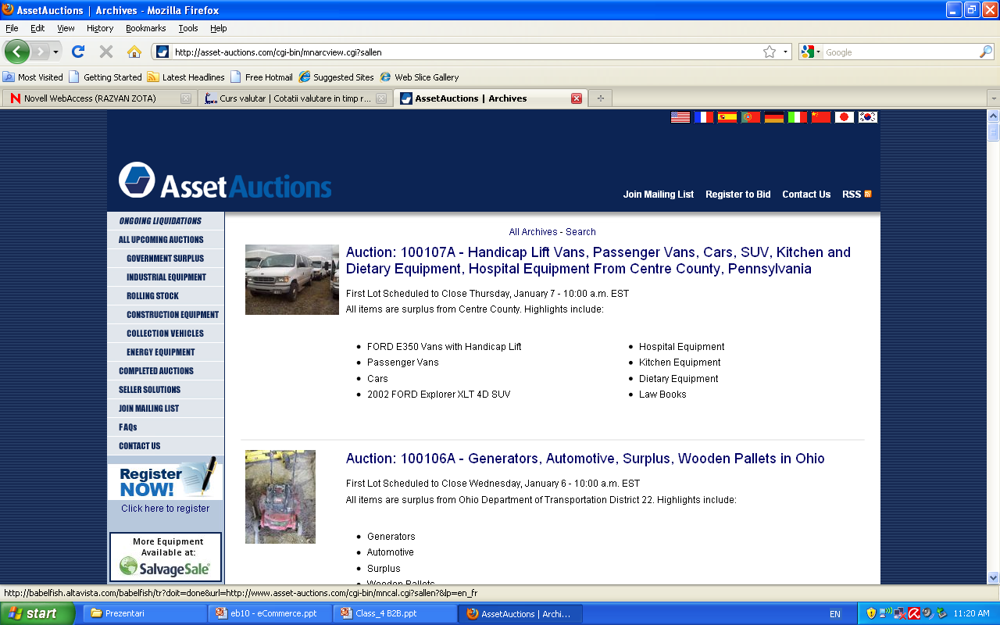 AssetAuctions | Archives - Mozilla Firefox
File Edit View History Bookmarks Tools Help
http://asset-auctions.com/cgi-bin/mnarcview.cgi?sallen
Google
Most Visited Getting Started Latest Headlines Free Hotmail Suggested Sites Web Slice Gallery
Novell WebAccess (RAZVAN ZOTA) Curs valutar | Cotatii valutare in timp r... AssetAuctions | Archives
AssetAuctions
Join Mailing List Register to Bid Contact Us RSS
ONGOING LIQUIDATIONS
ALL UPCOMING AUCTIONS
GOVERNMENT SURPLUS
INDUSTRIAL EQUIPMENT
ROLLING STOCK
CONSTRUCTION EQUIPMENT
COLLECTION VEHICLES
ENERGY EQUIPMENT
COMPLETED AUCTIONS
SELLER SOLUTIONS
JOIN MAILING LIST
FAQs
CONTACT US
Register
NOW!
Click here to register
More Equipment
Available at:
SalvageSale
All Archives - Search
Auction: 100107A - Handicap Lift Vans, Passenger Vans, Cars, SUV, Kitchen and
Dietary Equipment, Hospital Equipment From Centre County, Pennsylvania
First Lot Scheduled to Close Thursday, January 7 - 10:00 a.m. EST
All items are surplus from Centre County. Highlights include:
FORD E350 Vans with Handicap Lift
Passenger Vans
Cars
2002 FORD Explorer XLT 4D SUV
Hospital Equipment
Kitchen Equipment
Dietary Equipment
Law Books
Auction: 100106A - Generators, Automotive, Surplus, Wooden Pallets in Ohio
First Lot Scheduled to Close Wednesday, January 6 - 10:00 a.m. EST
All items are surplus from Ohio Department of Transportation District 22. Highlights include:
Generators
Automotive
Surplus
Wooden Pallets
http://babelfish.altavista.com/babelfish/tr?doit=done&url=http://www.asset-auctions.com/cgi-bin/mncal.cgi?sallen?&lp=en_fr
start Prezentari eb10 - eCommerce.ppt Class_4 B2B.ppt AssetAuctions | Archi... EN 11:20 AM